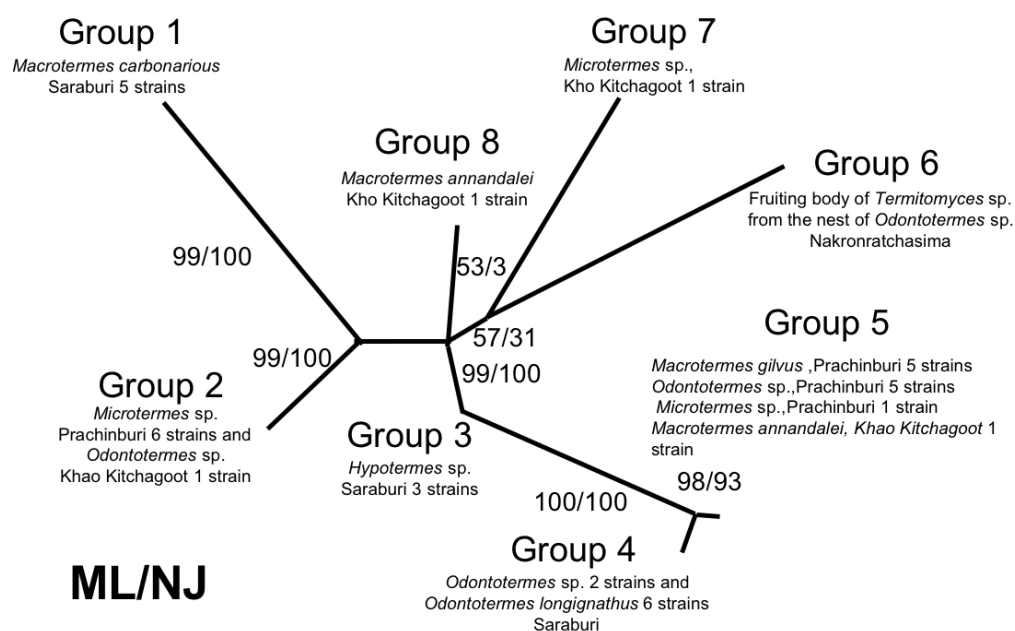 Group 1
Macrotermes carbonarious
Saraburi 5 strains
Group 7
Microtermes sp.,
Kho Kitchagoot 1 strain
Group 8
Macrotermes annandalei
Kho Kitchagoot 1 strain
Group 6
Fruiting body of Termitomyces sp.
from the nest of Odontotermes sp.
Nakronratchasima
99/100
53/3
57/31
99/100
99/100
Group 5
Macrotermes gilvus ,Prachinburi 5 strains
Odontotermes sp.,Prachinburi 5 strains
Microtermes sp.,Prachinburi 1 strain
Macrotermes annandalei, Khao Kitchagoot 1
strain
98/93
Group 2
Microtermes sp.
Prachinburi 6 strains and
Odontotermes sp.
Khao Kitchagoot 1 strain
Group 3
Hypotermes sp.
Saraburi 3 strains
100/100
Group 4
Odontotermes sp. 2 strains and
Odontotermes longignathus 6 strains
Saraburi
ML/NJ